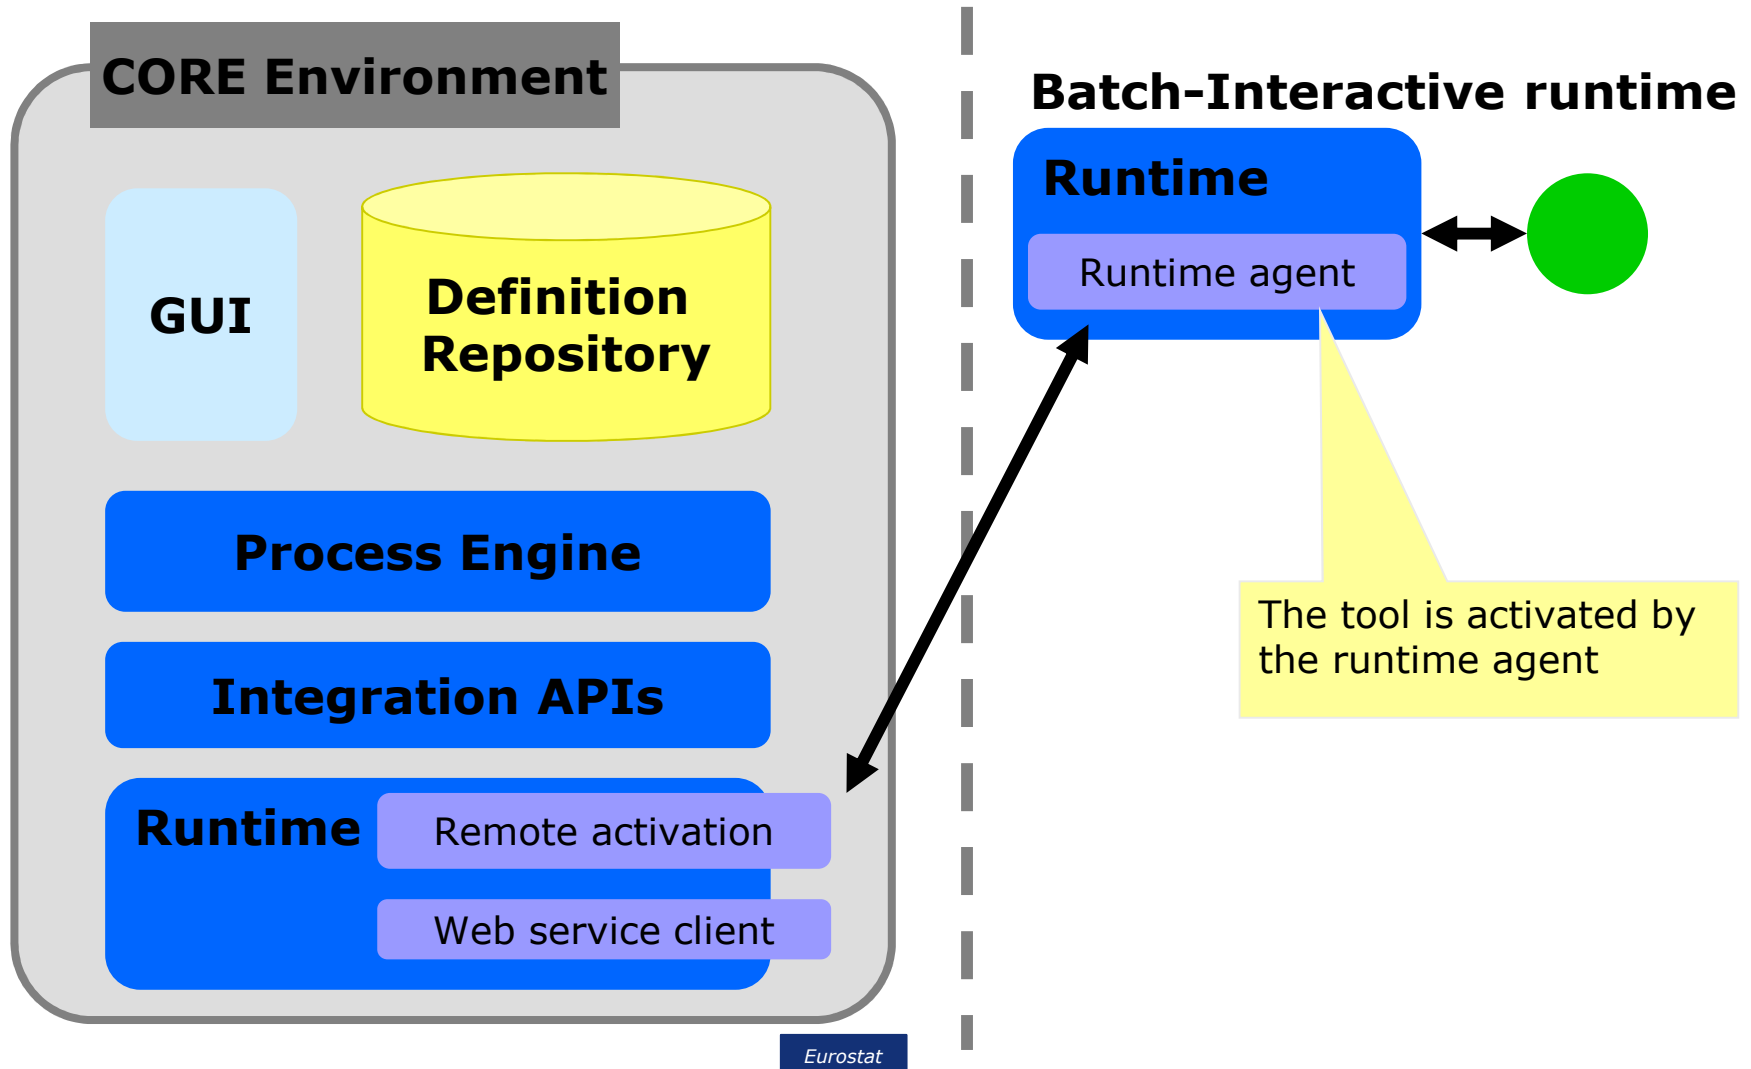 CORE Environment
Batch-Interactive runtime
Runtime
Runtime agent
GUI
Definition
Repository
Process Engine
The tool is activated by
the runtime agent
Integration APIs
Runtime
Remote activation
Web service client
Eurostat